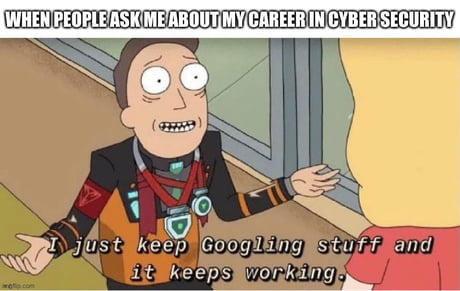 WHEN PEOPLE ASK ME ABOUT MY CAREER IN CYBER SECURITY
I just keep Googling stuff and
it keeps working.
imgflip.com